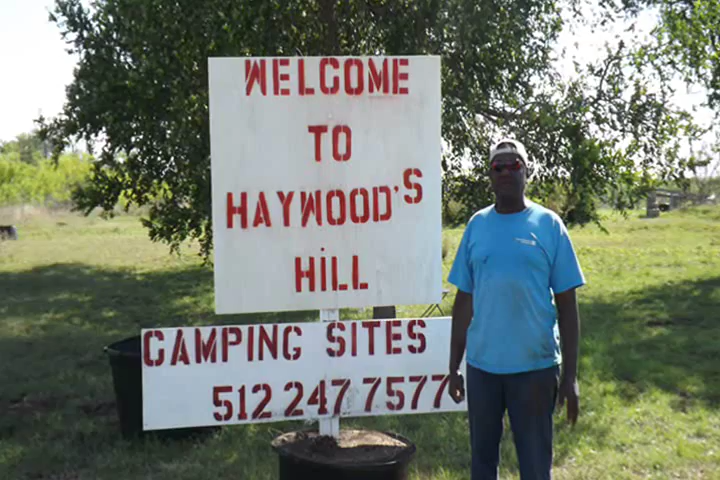 WELCOME
TO
HAYWOOD'S
HiLL
CAMPiNG SiTES
512 247 7577